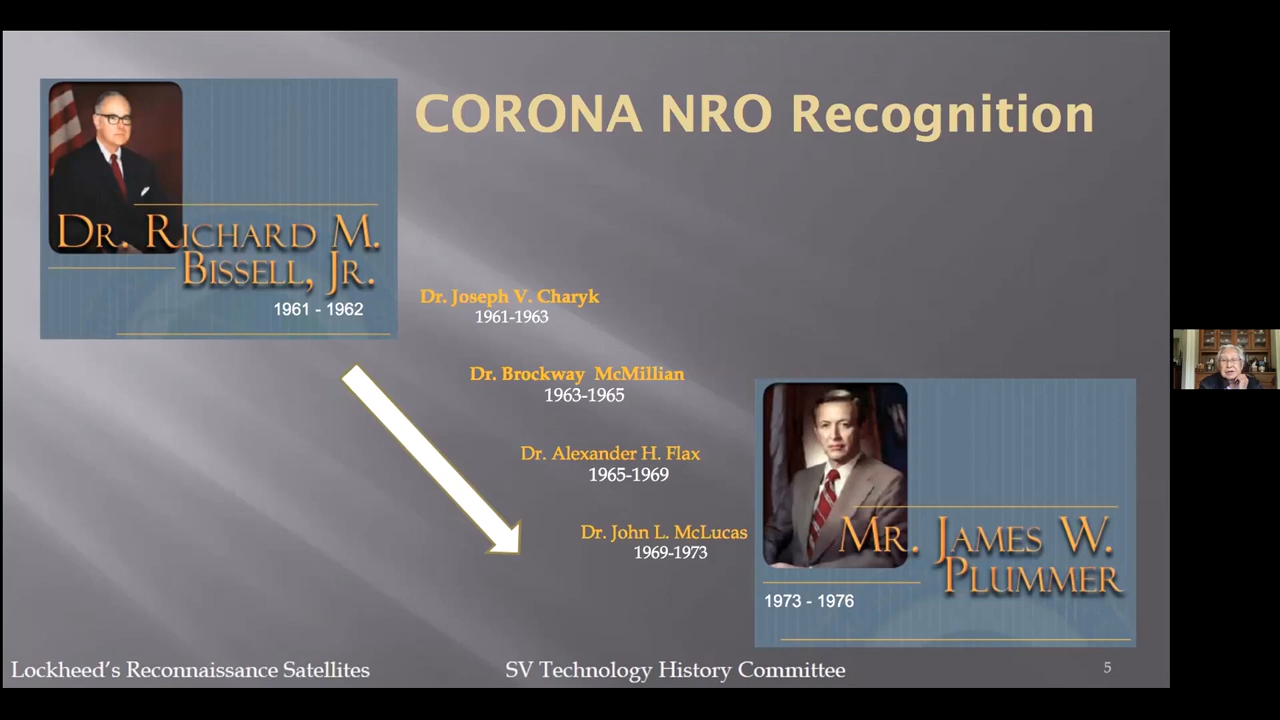 CORONA NRO Recognition
DR. RICHARD M.
BISSELL, JR.
1961 - 1962
Dr. Joseph V. Charyk
1961-1963
Dr. Brockway McMillian
1963-1965
Dr. Alexander H. Flax
1965-1969
Dr. John L. McLucas
1969-1973
MR. JAMES W.
PLUMMER
1973 - 1976
Lockheed's Reconnaissance Satellites
SV Technology History Committee
5